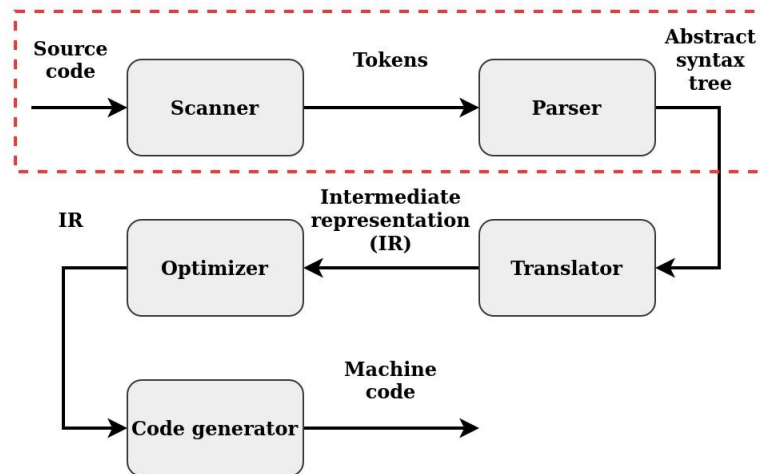 Source
code
Scanner
Tokens
Parser
Abstract
syntax
tree
IR
Optimizer
Intermediate
representation
(IR)
Translator
Code generator
Machine
code